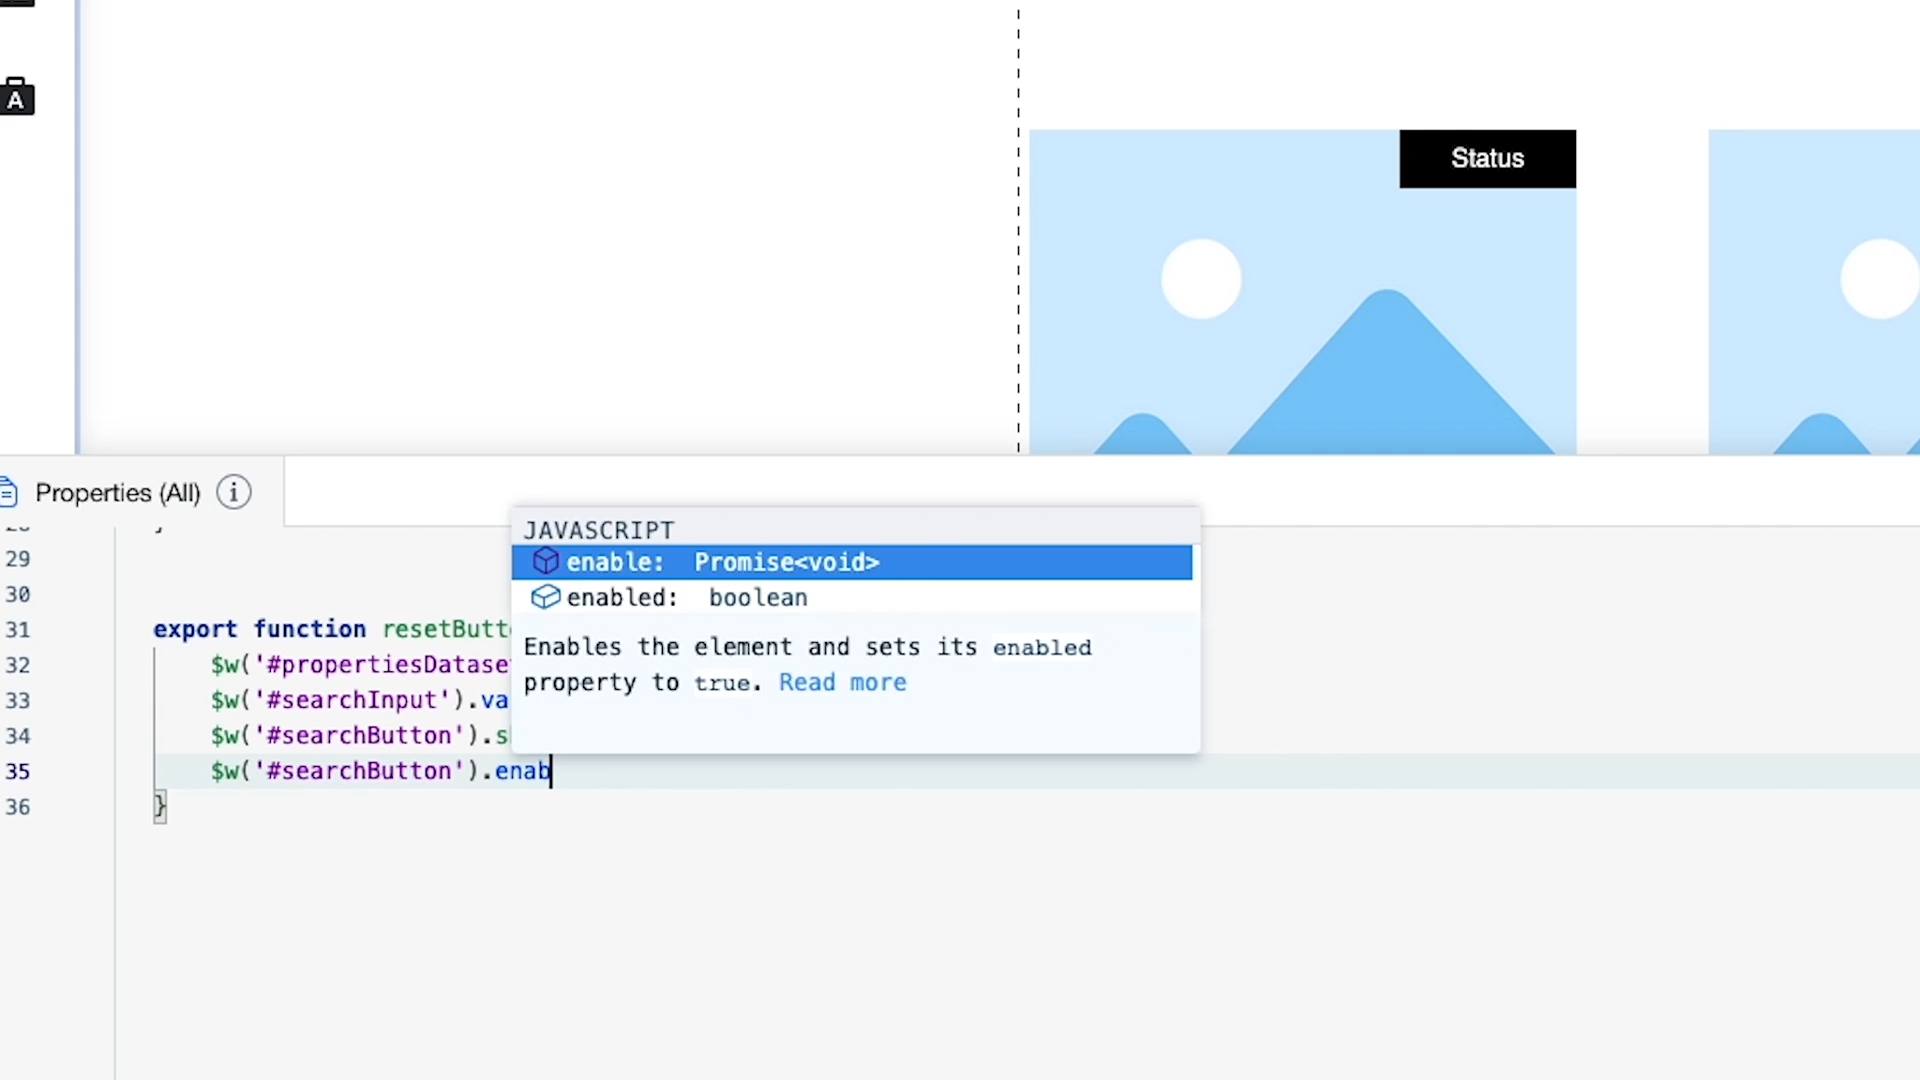 A
Status
Properties (All) i
JAVASCRIPT
enable: Promise<void>
enabled: boolean
Enables the element and sets its enabled
property to true. Read more
29
30
31 export function resetButt
32 $w('#propertiesDatase
33 $w('#searchInput').va
34 $w('#searchButton').s
35 $w('#searchButton').enab
36 }